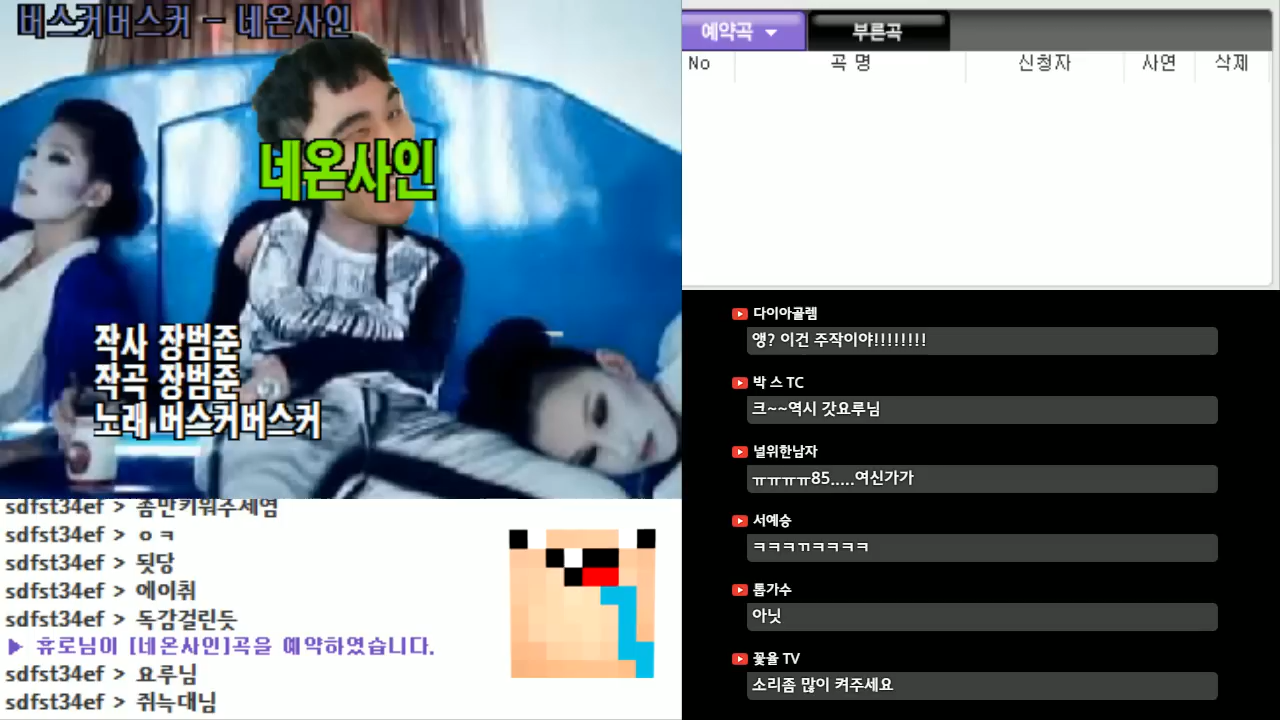 버스커버스커 - 네온사인
네온사인
작사 장범준
작곡 장범준
노래 버스커버스커
sdfst34ef > 좀만키워주세염
sdfst34ef > ㅇㅋ
sdfst34ef > 됫당
sdfst34ef > 에이취
sdfst34ef > 독감걸린듯
▶ 휴로님이 [네온사인]곡을 예약하였습니다.
sdfst34ef > 요루님
sdfst34ef > 쥐늑대님
예약곡 부른곡
No 곡 명 신청자 사연 삭제
다이아골렘
앵? 이건 주작이야!!!!!!!!
박 스 TC
크~~역시 갓요루님
널위한남자
ㅠㅠㅠㅠ85.....여신가가
서예승
ㅋㅋㅋㄲㅋㅋㅋㅋ
톱가수
아닛
꽃율 TV
소리좀 많이 켜주세요